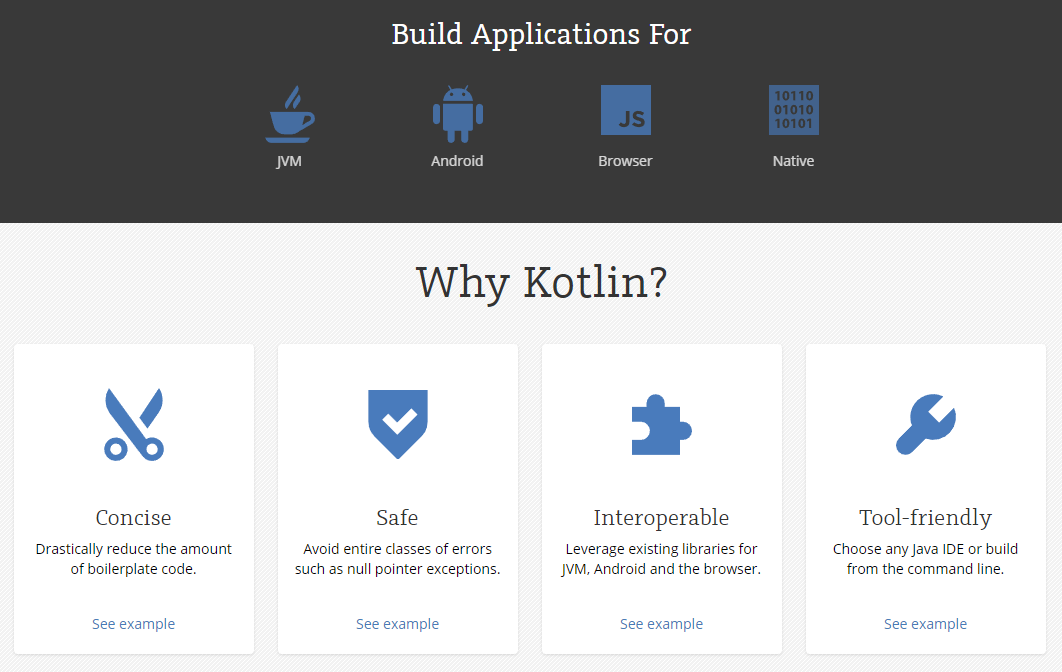 Build Applications For
JS
10110
01010
10101
JVM
Android
Browser
Native
Why Kotlin?
Concise
Drastically reduce the amount
of boilerplate code.
See example
Safe
Avoid entire classes of errors
such as null pointer exceptions.
See example
Interoperable
Leverage existing libraries for
JVM, Android and the browser.
See example
Tool-friendly
Choose any Java IDE or build
from the command line.
See example